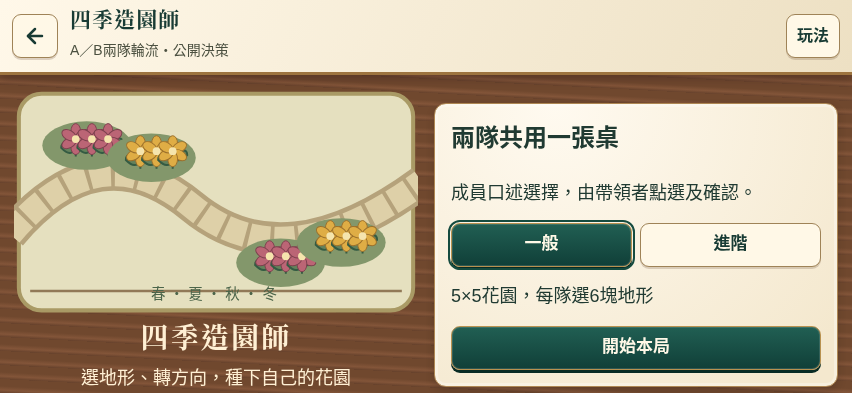 四季造園師
A／B兩隊輪流・公開決策
玩法
春・夏・秋・冬
四季造園師
選地形、轉方向，種下自己的花園
兩隊共用一張桌
成員口述選擇，由帶領者點選及確認。
一般
進階
5×5花園，每隊選6塊地形
開始本局